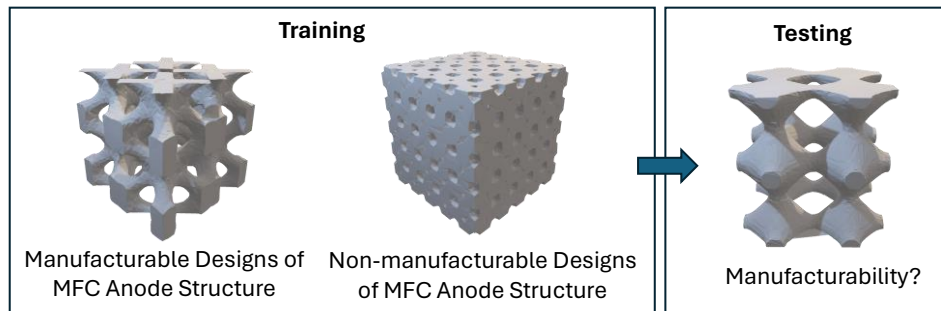 Training
Manufacturable Designs of
MFC Anode Structure
Non-manufacturable Designs
of MFC Anode Structure
Testing
Manufacturability?